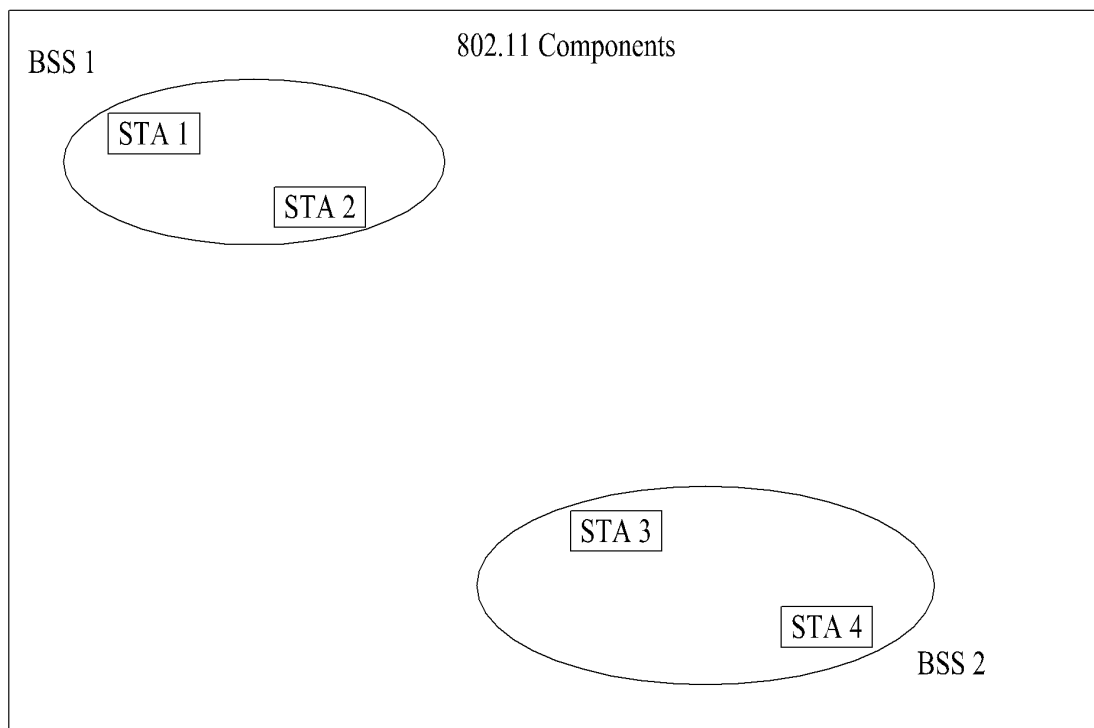 802.11 Components
BSS 1
STA 1
STA 2
STA 3
STA 4
BSS 2